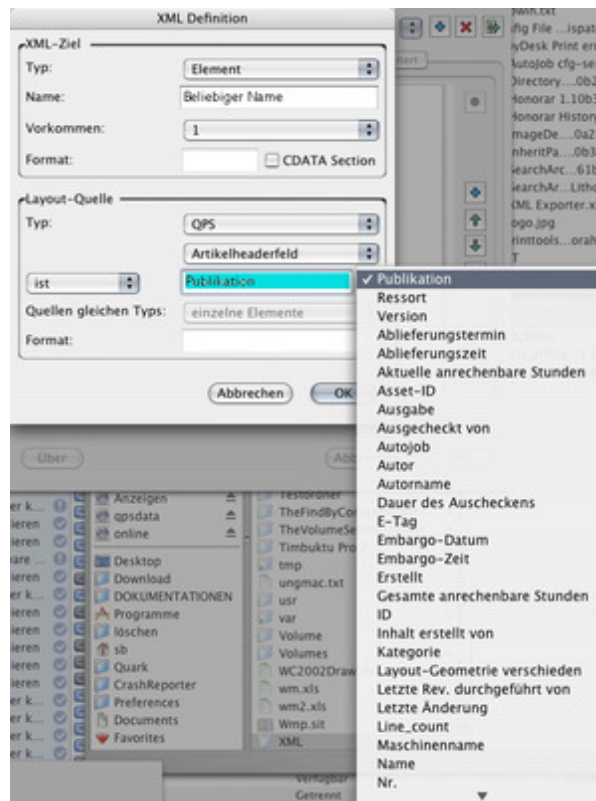 XML Definition
XML-Ziel
Typ: Element
Name: Beliebiger Name
Vorkommen: 1
Format: CDATA Section
Layout-Quelle
Typ: QPS
Artikelheaderfeld
ist Publikation
Quellen gleichen Typs: einzelne Elemente
Format:
Abbrechen OK
✓ Publikation
Ressort
Version
Ablieferungstermin
Ablieferungszeit
Aktuelle anrechenbare Stunden
Asset-ID
Ausgabe
Ausgecheckt von
Autojob
Autor
Autorname
Dauer des Auscheckens
E-Tag
Embargo-Datum
Embargo-Zeit
Erstellt
Gesamte anrechenbare Stunden
ID
Inhalt erstellt von
Kategorie
Layout-Geometrie verschieden
Letzte Rev. durchgeführt von
Letzte Änderung
Line_count
Maschinenname
Name
Nr.
Über
Anzeigen
qpsdata
online
Desktop
Download
DOKUMENTATIONEN
Programme
löschen
sb
Quark
CrashReporter
Preferences
Documents
Favorites
Testordner
TheFindByCo
TheVolumeSe
Timbuktu Pro
tmp
ungmac.txt
usr
var
Volume
Volumes
WC2002Draw
wm.xls
wm2.xls
Wmp.sit
XML
Verfügbar
Getrennt